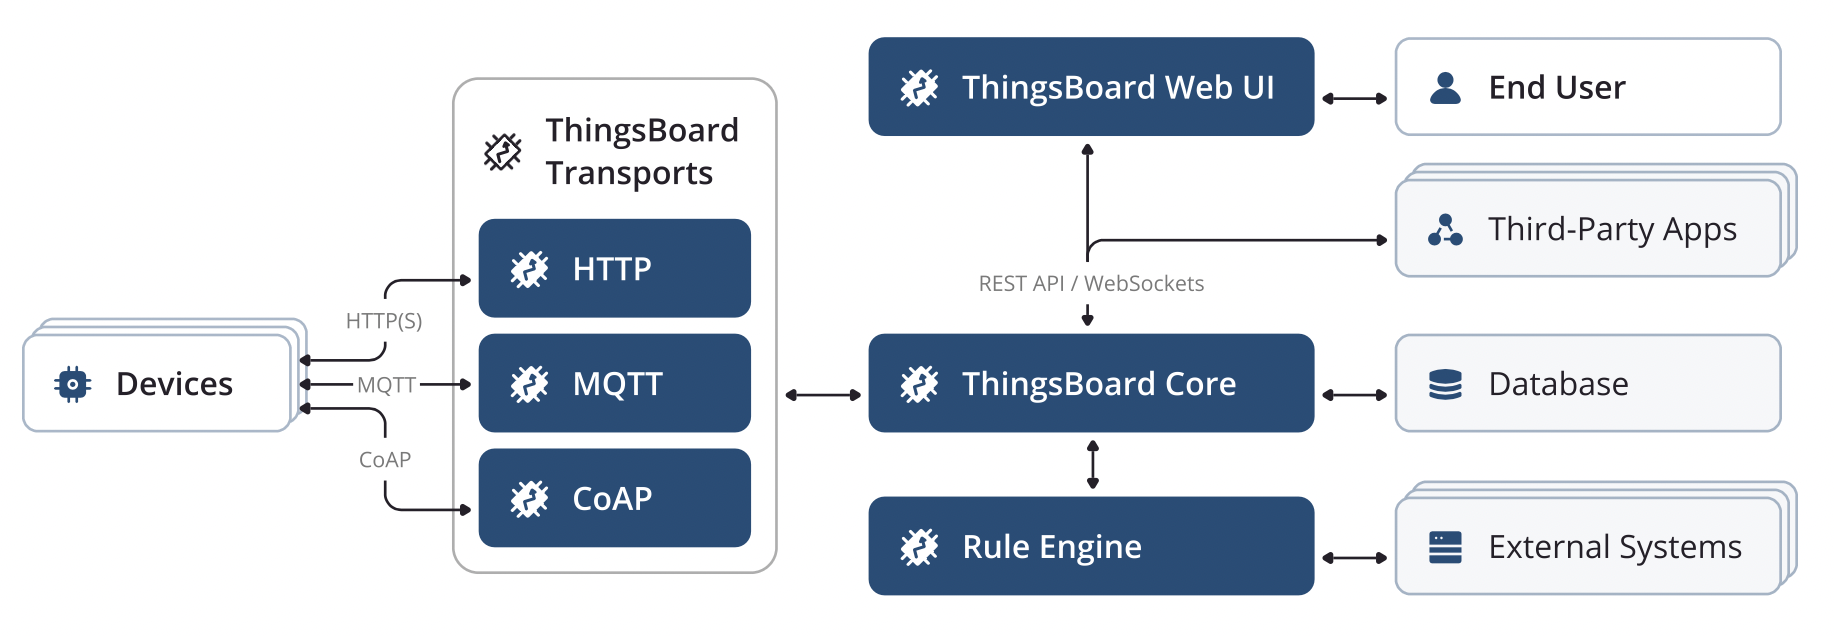 Devices
HTTP(S)
MQTT
CoAP
ThingsBoard
Transports
HTTP
MQTT
CoAP
ThingsBoard Web UI
REST API / WebSockets
ThingsBoard Core
Rule Engine
End User
Third-Party Apps
Database
External Systems